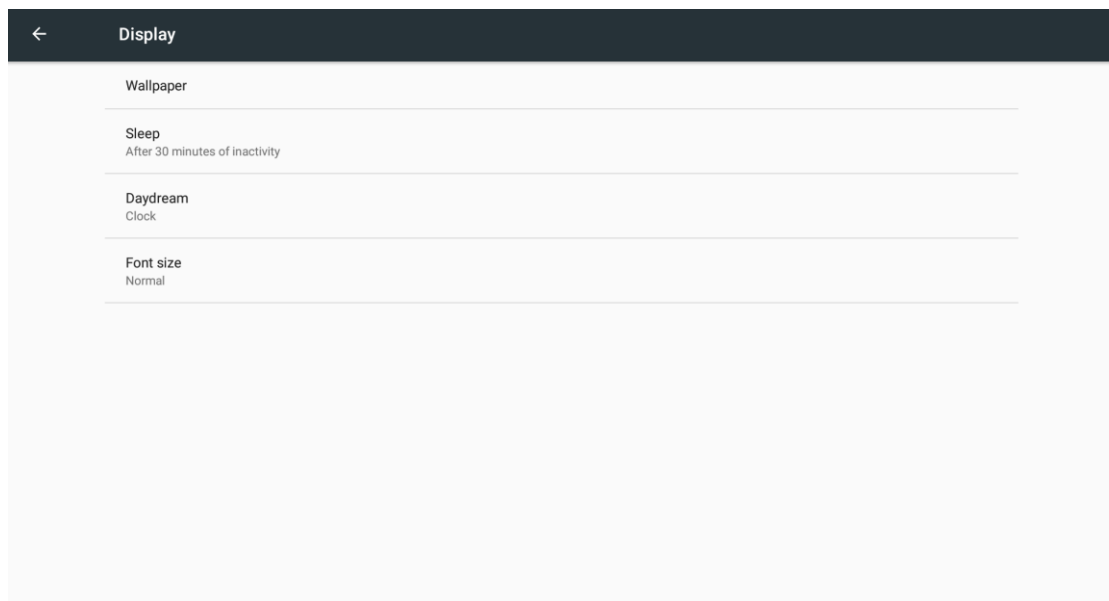 Display
Wallpaper
Sleep
After 30 minutes of inactivity
Daydream
Clock
Font size
Normal